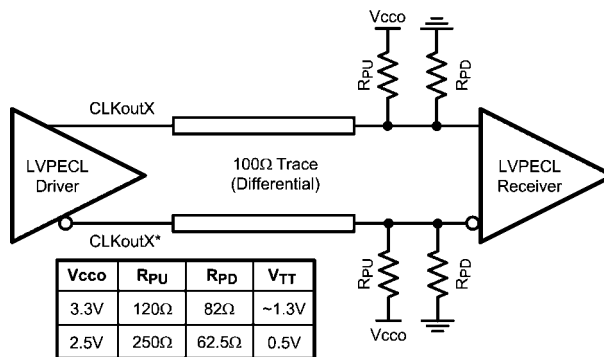 Vcco
RPU
RPD
CLKoutX
LVPECL
Driver
100Ω Trace
(Differential)
LVPECL
Receiver
CLKoutX*
RPU
RPD
Vcco
Vcco RPU RPD VTT
3.3V 120Ω 82Ω ~1.3V
2.5V 250Ω 62.5Ω 0.5V